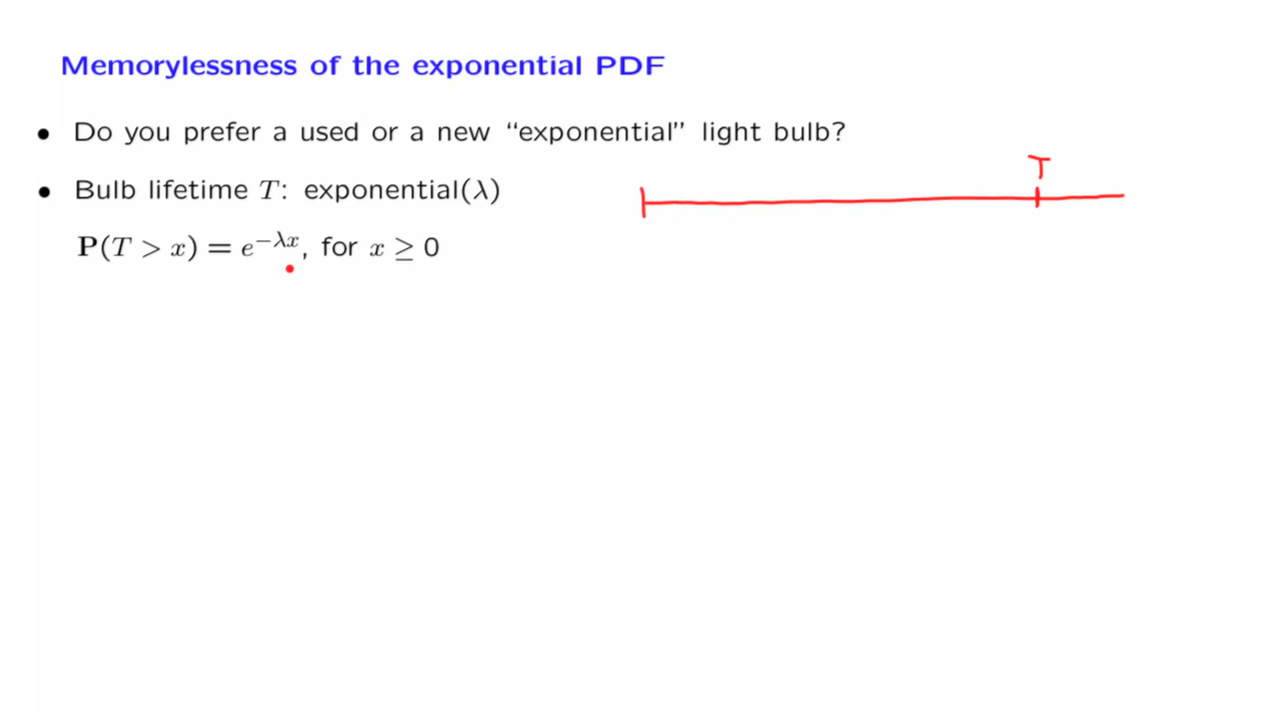 Memorylessness of the exponential PDF
• Do you prefer a used or a new “exponential” light bulb?
T
• Bulb lifetime T: exponential(λ)
P(T > x) = e^{−λx}, for x ≥ 0